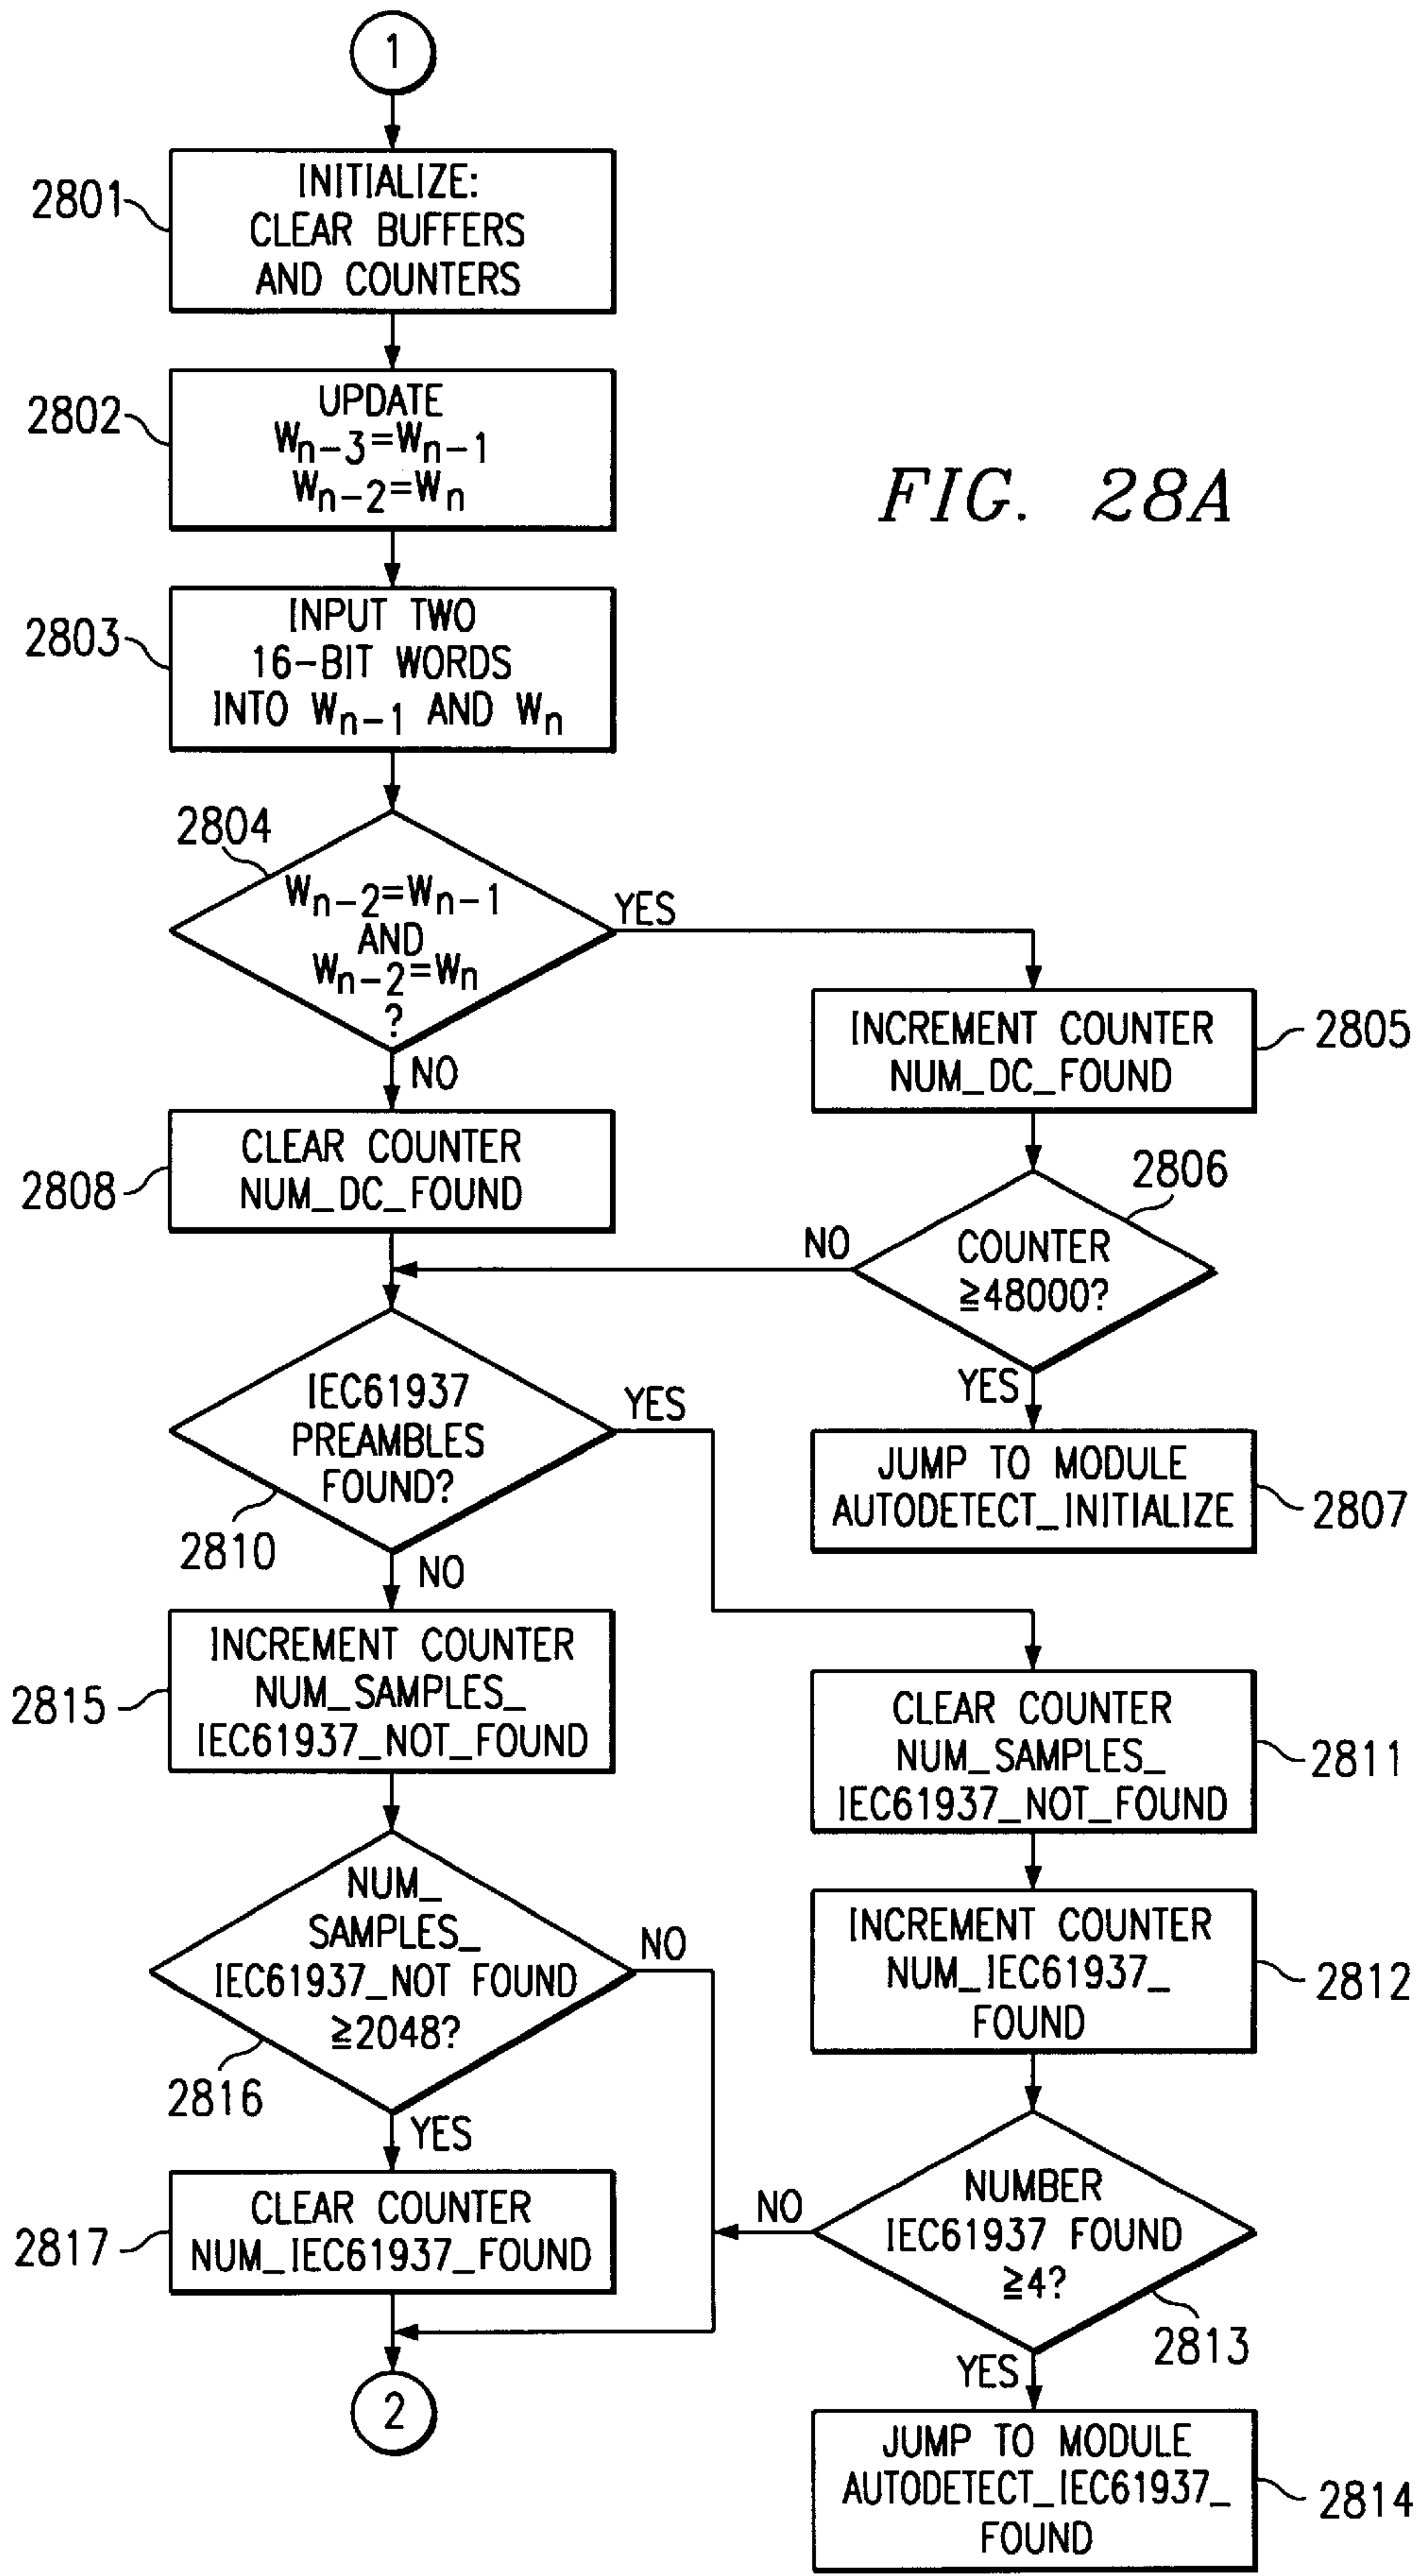 1
INITIALIZE:
CLEAR BUFFERS
AND COUNTERS
2801
UPDATE
Wn-3=Wn-1
Wn-2=Wn
2802
FIG. 28A
INPUT TWO
16-BIT WORDS
INTO Wn-1 AND Wn
2803
2804
Wn-2=Wn-1
AND
Wn-2=Wn
?
YES
NO
INCREMENT COUNTER
NUM_DC_FOUND
2805
CLEAR COUNTER
NUM_DC_FOUND
2808
2806
COUNTER
≧48000?
NO
YES
JUMP TO MODULE
AUTODETECT_INITIALIZE
2807
IEC61937
PREAMBLES
FOUND?
2810
YES
NO
INCREMENT COUNTER
NUM_SAMPLES_
IEC61937_NOT_FOUND
2815
CLEAR COUNTER
NUM_SAMPLES_
IEC61937_NOT_FOUND
2811
NUM_
SAMPLES_
IEC61937_NOT FOUND
≧2048?
2816
NO
YES
INCREMENT COUNTER
NUM_IEC61937_
FOUND
2812
CLEAR COUNTER
NUM_IEC61937_FOUND
2817
NUMBER
IEC61937 FOUND
≧4?
2813
NO
YES
2
JUMP TO MODULE
AUTODETECT_IEC61937_
FOUND
2814